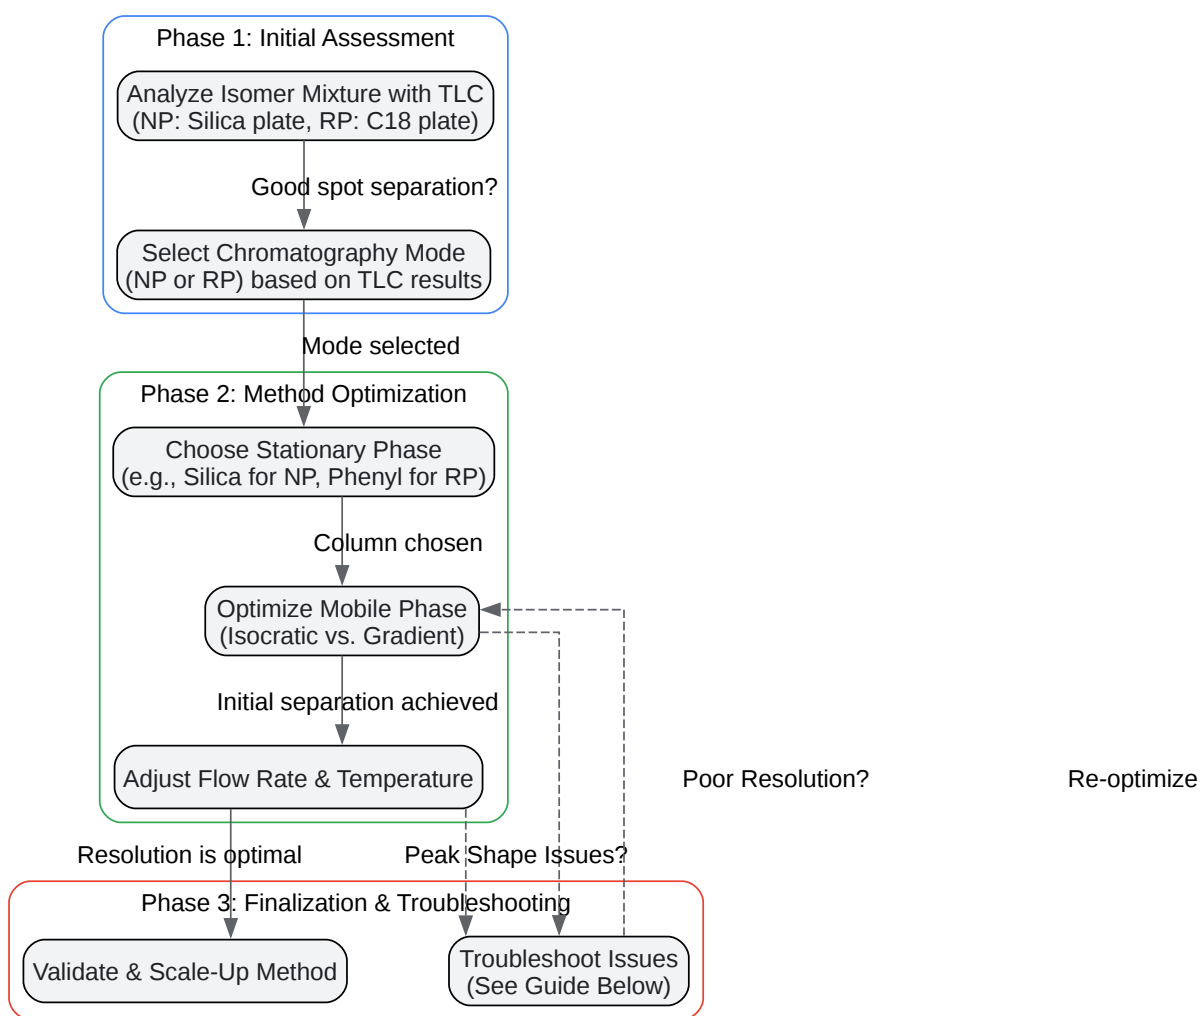 Phase 1: Initial Assessment
Analyze Isomer Mixture with TLC
(NP: Silica plate, RP: C18 plate)
Good spot separation?
Select Chromatography Mode
(NP or RP) based on TLC results
Mode selected
Phase 2: Method Optimization
Choose Stationary Phase
(e.g., Silica for NP, Phenyl for RP)
Column chosen
Optimize Mobile Phase
(Isocratic vs. Gradient)
Initial separation achieved
Adjust Flow Rate & Temperature
Poor Resolution?
Re-optimize
Resolution is optimal
Peak Shape Issues?
Phase 3: Finalization & Troubleshooting
Validate & Scale-Up Method
Troubleshoot Issues
(See Guide Below)